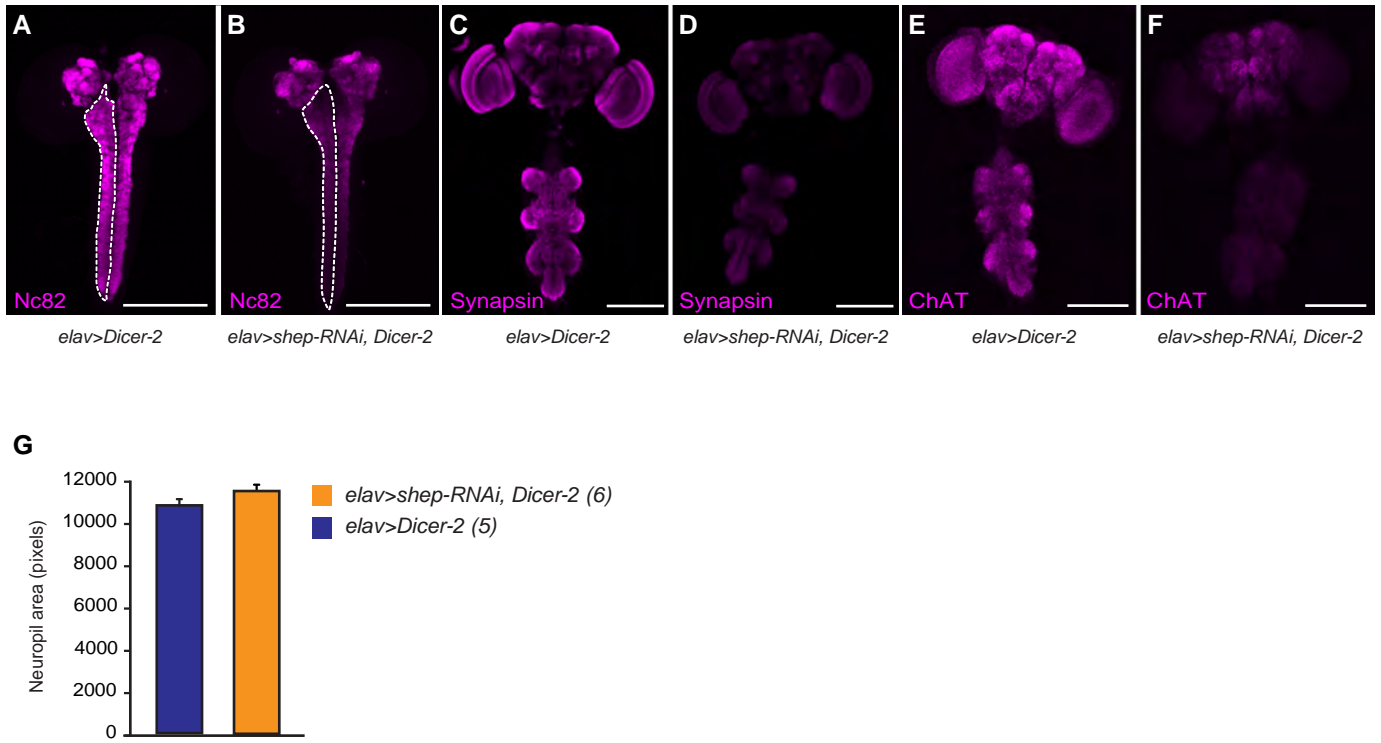 A B C D E F
Nc82 Nc82 Synapsin Synapsin ChAT ChAT
elav>Dicer-2 elav>shep-RNAi, Dicer-2 elav>Dicer-2 elav>shep-RNAi, Dicer-2 elav>Dicer-2 elav>shep-RNAi, Dicer-2
G
Neuropil area (pixels)
12000
10000
8000
6000
4000
2000
0
elav>shep-RNAi, Dicer-2 (6)
elav>Dicer-2 (5)